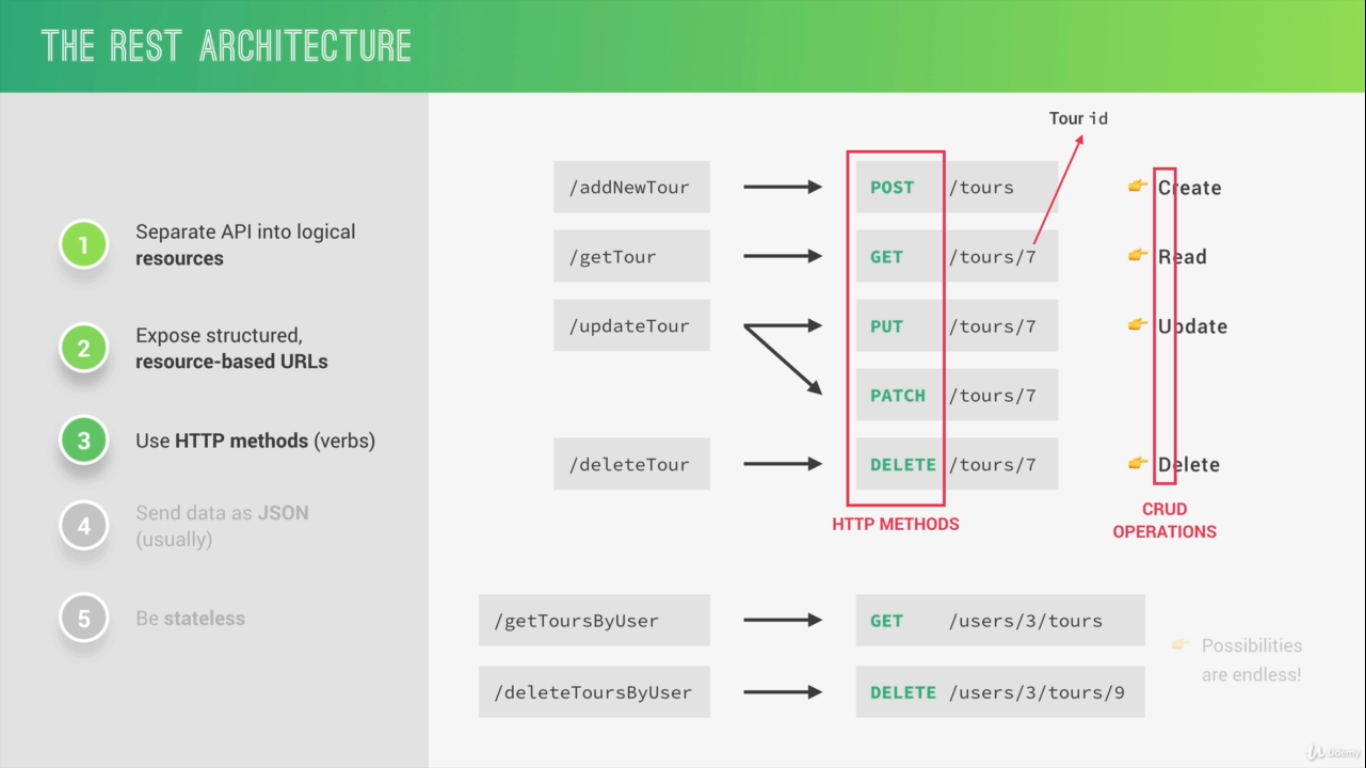 THE REST ARCHITECTURE
1 Separate API into logical
resources
2 Expose structured,
resource-based URLs
3 Use HTTP methods (verbs)
4 Send data as JSON
(usually)
5 Be stateless
Tour id
/addNewTour POST /tours Create
/getTour GET /tours/7 Read
/updateTour PUT /tours/7 Update
PATCH /tours/7
/deleteTour DELETE /tours/7 Delete
HTTP METHODS
CRUD
OPERATIONS
/getToursByUser GET /users/3/tours
/deleteToursByUser DELETE /users/3/tours/9
Possibilities
are endless!
Udemy